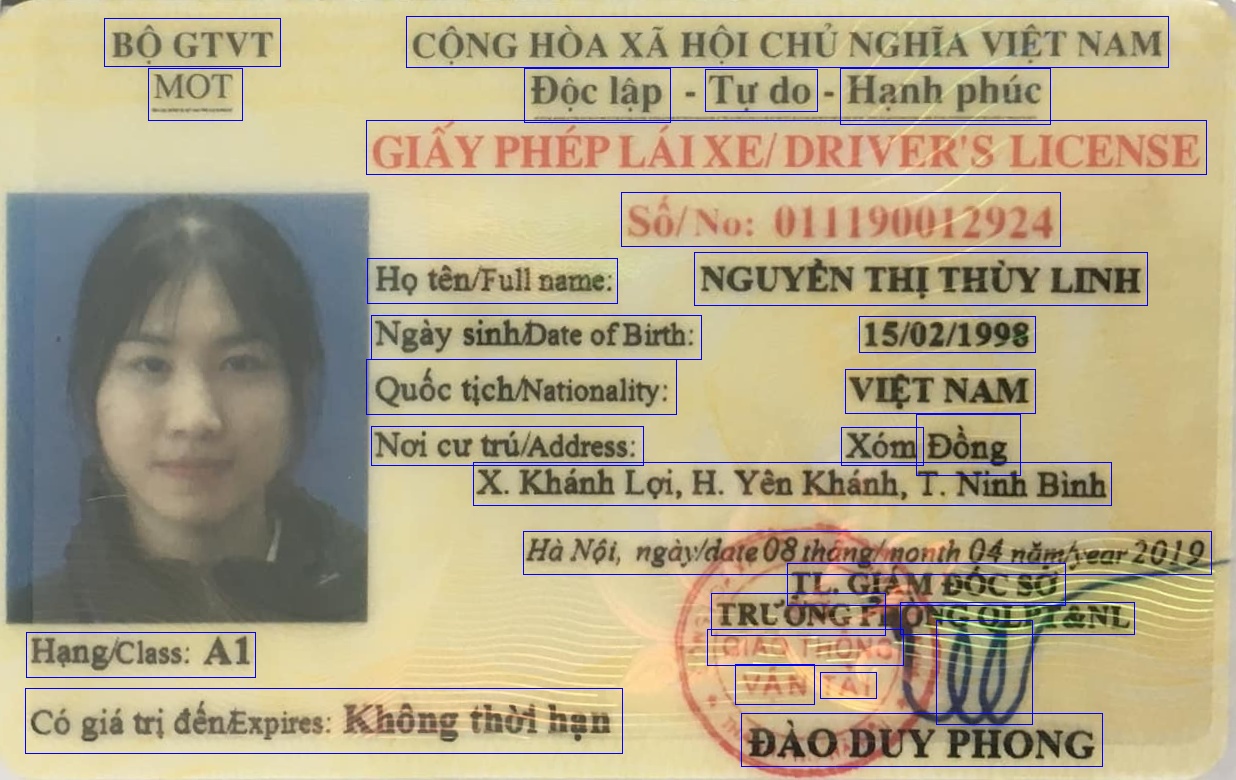 BỘ GTVT
MOT
CỘNG HÒA XÃ HỘI CHỦ NGHĨA VIỆT NAM
Độc lập - Tự do - Hạnh phúc
GIẤY PHÉP LÁI XE/ DRIVER'S LICENSE
Số/No: 011190012924
Họ tên/Full name: NGUYỄN THỊ THÙY LINH
Ngày sinh/Date of Birth: 15/02/1998
Quốc tịch/Nationality: VIỆT NAM
Nơi cư trú/Address: Xóm Đồng
X. Khánh Lợi, H. Yên Khánh, T. Ninh Bình
Hà Nội, ngày/date 08 tháng/month 04 năm/year 2019
TL. GIÁM ĐỐC SỞ
TRƯỞNG PHÒNG QLPT&NL
GIAO THÔNG
VẬN TẢI
Hạng/Class: A1
Có giá trị đến/Expires: Không thời hạn
ĐÀO DUY PHONG